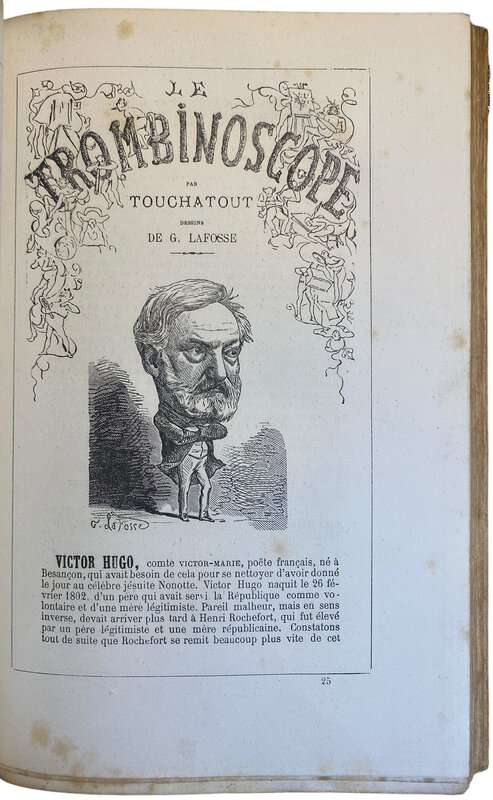 LE
TROMBINOSCOPE
PAR
TOUCHATOUT
DESSINS
DE G. LAFOSSE
G. Lafosse
VICTOR HUGO, comte VICTOR-MARIE, poëte français, né à
Besançon, qui avait besoin de cela pour se nettoyer d'avoir donné
le jour au célèbre jésuite Nonotte. Victor Hugo naquit le 26 fé-
vrier 1802, d'un père qui avait servi la République comme vo-
lontaire et d'une mère légitimiste. Pareil malheur, mais en sens
inverse, devait arriver plus tard à Henri Rochefort, qui fut élevé
par un père légitimiste et une mère républicaine. Constatons
tout de suite que Rochefort se remit beaucoup plus vite de cet
25